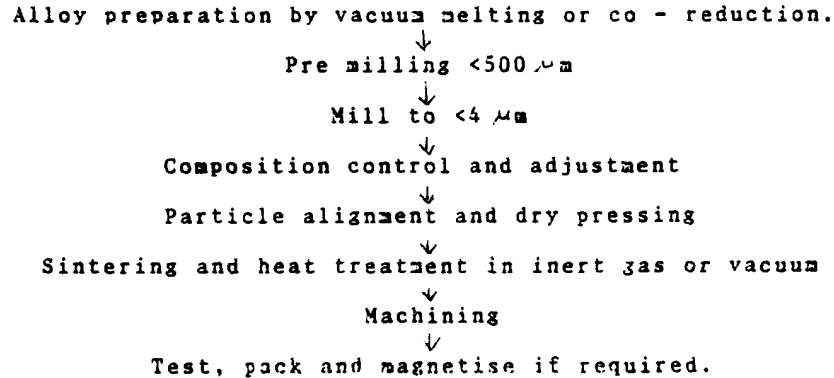 Alloy preparation by vacuum melting or co - reduction.
↓
Pre milling <500 μm
↓
Mill to <4 μm
↓
Composition control and adjustment
↓
Particle alignment and dry pressing
↓
Sintering and heat treatment in inert gas or vacuum
↓
Machining
↓
Test, pack and magnetise if required.